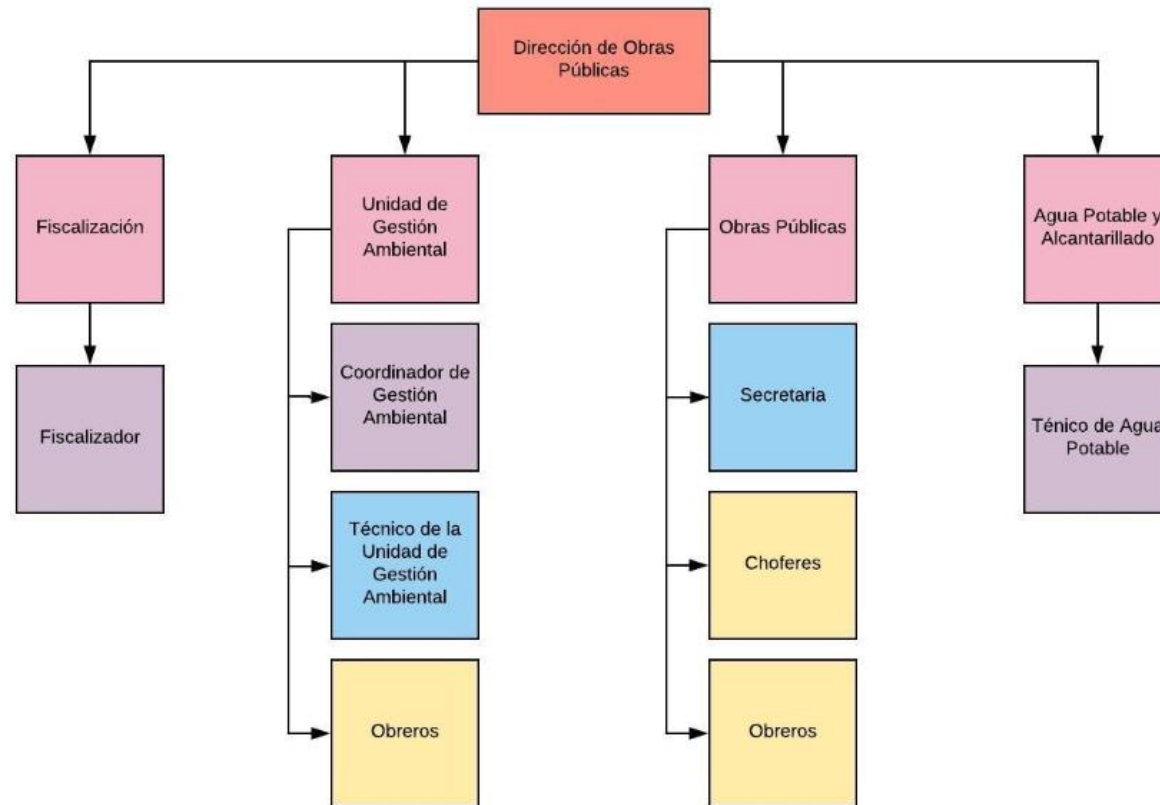 Dirección de Obras
Públicas
Fiscalización
Unidad de
Gestión
Ambiental
Obras Públicas
Agua Potable y
Alcantarillado
Fiscalizador
Coordinador de
Gestión
Ambiental
Secretaria
Ténico de Agua
Potable
Técnico de la
Unidad de
Gestión
Ambiental
Choferes
Obreros
Obreros